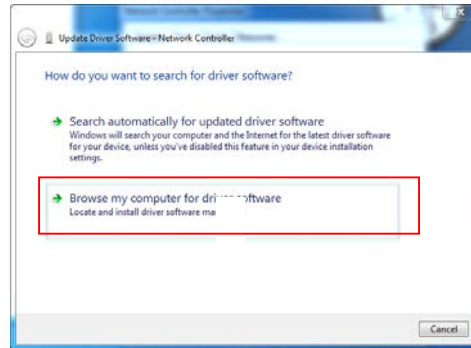 Update Driver Software - Network Controller
How do you want to search for driver software?
Search automatically for updated driver software
Windows will search your computer and the Internet for the latest driver software
for your device, unless you've disabled this feature in your device installation
settings.
Browse my computer for software
Locate and install driver software
Cancel